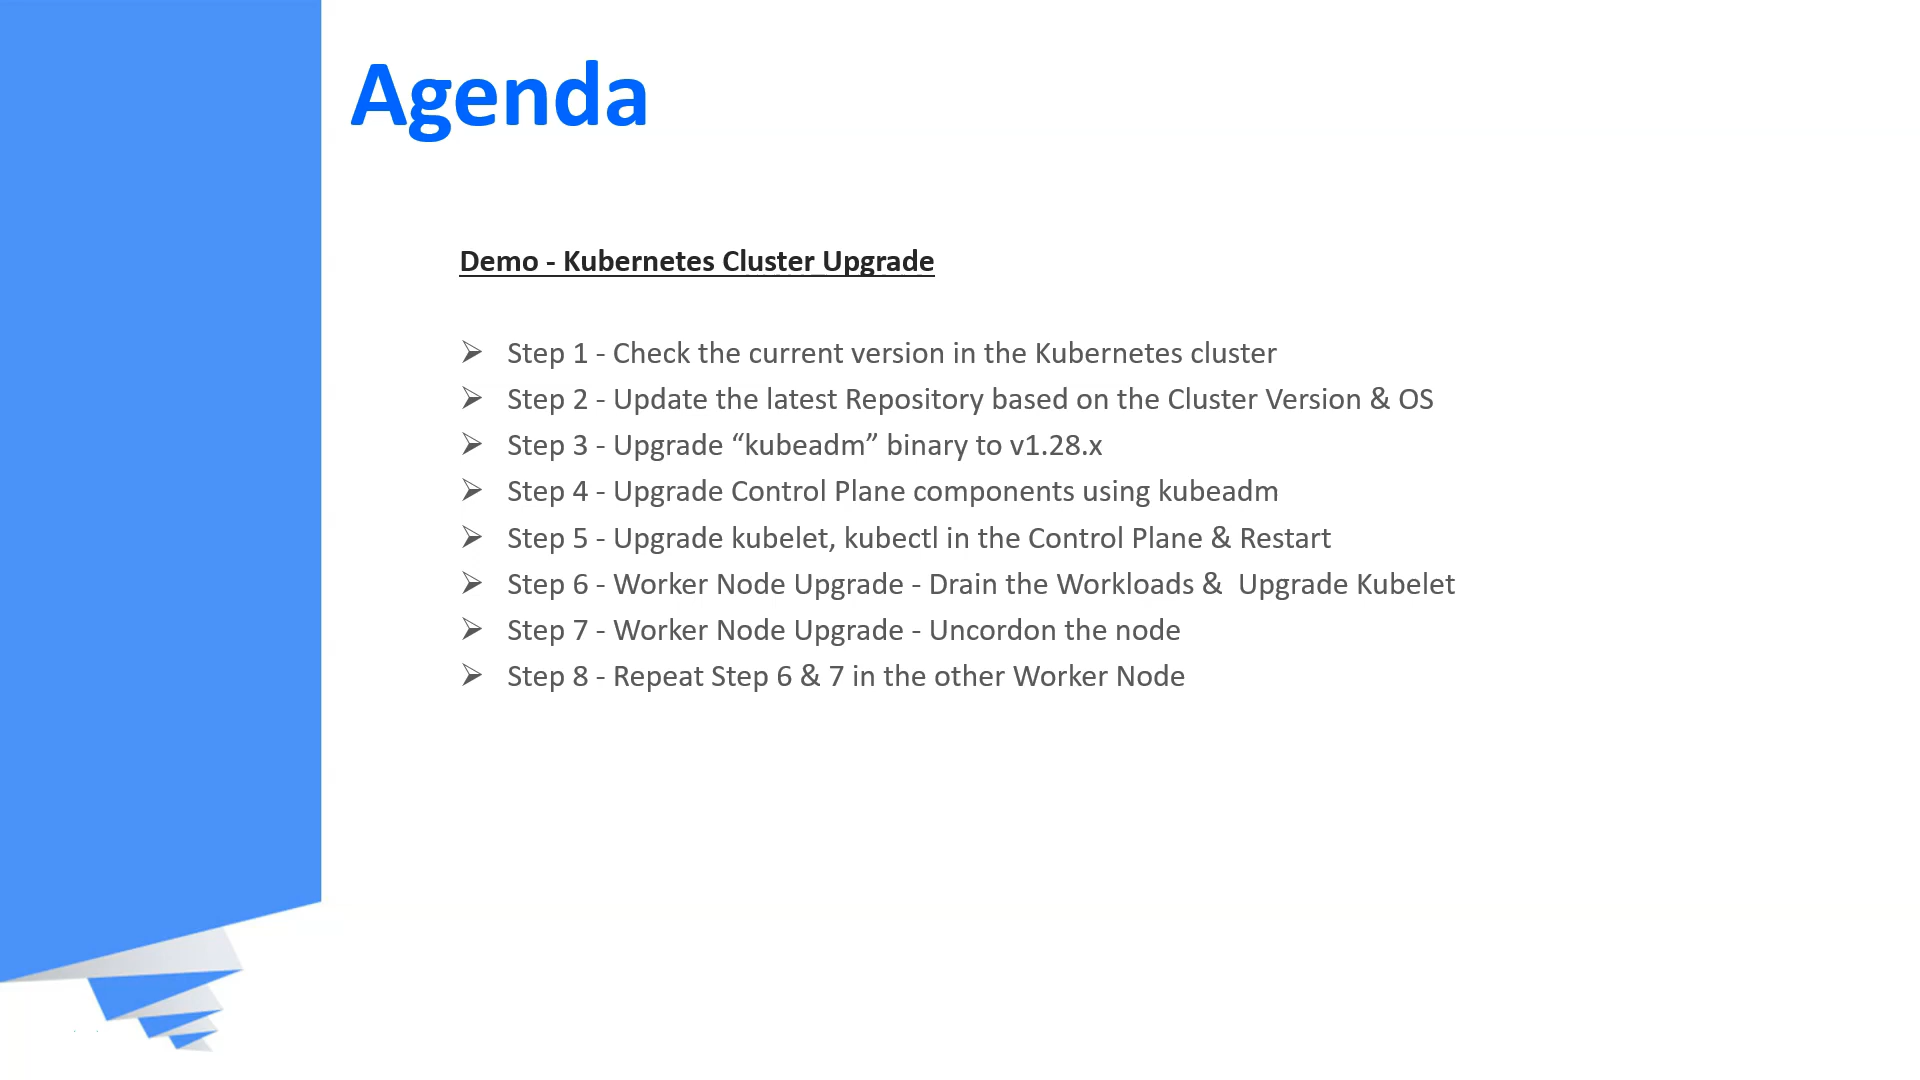 Agenda
Demo - Kubernetes Cluster Upgrade
➢ Step 1 - Check the current version in the Kubernetes cluster
➢ Step 2 - Update the latest Repository based on the Cluster Version & OS
➢ Step 3 - Upgrade “kubeadm” binary to v1.28.x
➢ Step 4 - Upgrade Control Plane components using kubeadm
➢ Step 5 - Upgrade kubelet, kubectl in the Control Plane & Restart
➢ Step 6 - Worker Node Upgrade - Drain the Workloads &  Upgrade Kubelet
➢ Step 7 - Worker Node Upgrade - Uncordon the node
➢ Step 8 - Repeat Step 6 & 7 in the other Worker Node